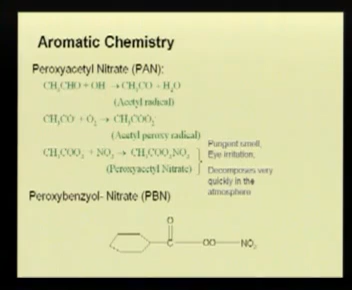 Aromatic Chemistry
Peroxyacetyl Nitrate (PAN):
CH₃CHO + OH → CH₃CO + H₂O
(Acetyl radical)
CH₃CO + O₂ → CH₃COO₂
(Acetyl peroxy radical)
CH₃COO₂ + NO₂ → CH₃COO₂NO₂
(Peroxyacetyl Nitrate)
Pungent smell,
Eye irritation,
Decomposes very
quickly in the
atmosphere
Peroxybenzyol- Nitrate (PBN)
O
C OO NO₂